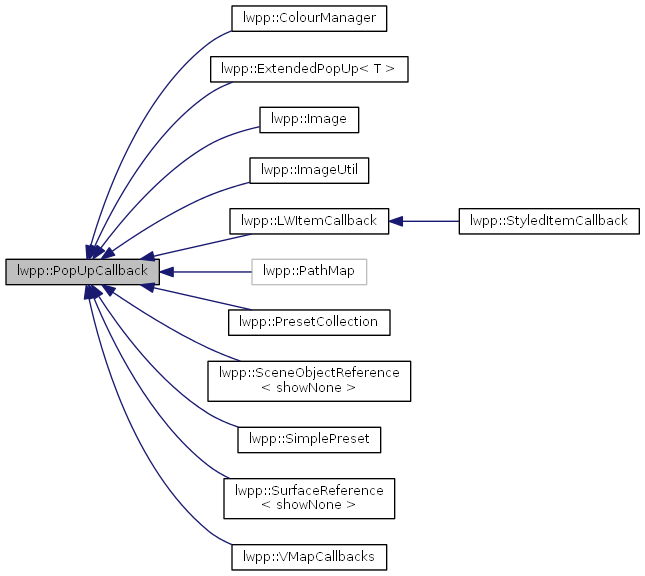 lwpp::ColourManager
lwpp::ExtendedPopUp< T >
lwpp::Image
lwpp::ImageUtil
lwpp::LWItemCallback
lwpp::StyledItemCallback
lwpp::PopUpCallback
lwpp::PathMap
lwpp::PresetCollection
lwpp::SceneObjectReference
< showNone >
lwpp::SimplePreset
lwpp::SurfaceReference
< showNone >
lwpp::VMapCallbacks